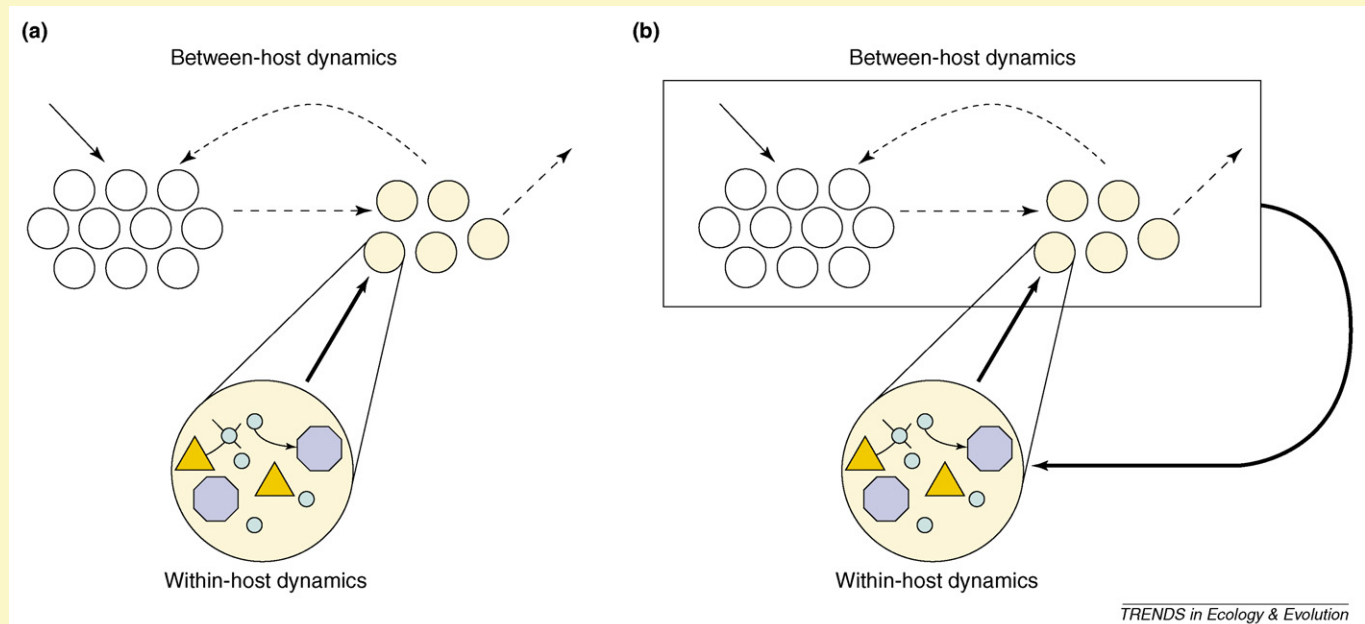 (a)
Between-host dynamics
Within-host dynamics
(b)
Between-host dynamics
Within-host dynamics
TRENDS in Ecology & Evolution